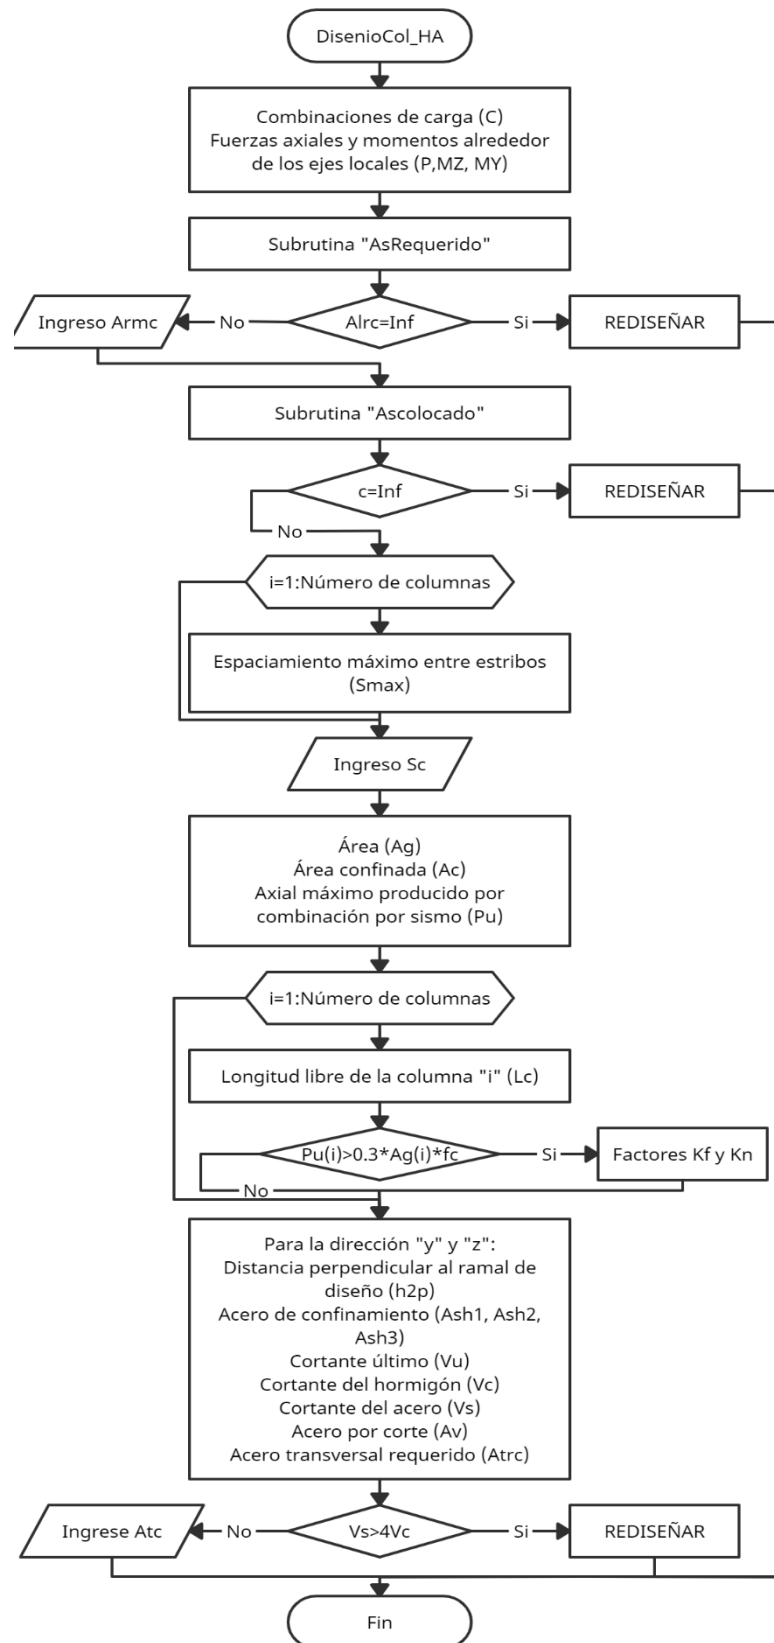 DisenioCol_HA
Combinaciones de carga (C)
Fuerzas axiales y momentos alrededor
de los ejes locales (P,MZ, MY)
Subrutina "AsRequerido"
Ingreso Armc
No
Alrc=Inf
Si
REDISEÑAR
Subrutina "Ascolocado"
c=Inf
Si
REDISEÑAR
No
i=1:Número de columnas
Espaciamiento máximo entre estribos
(Smax)
Ingreso Sc
Área (Ag)
Área confinada (Ac)
Axial máximo producido por
combinación por sismo (Pu)
i=1:Número de columnas
Longitud libre de la columna "i" (Lc)
Pu(i)>0.3*Ag(i)*fc
Si
Factores Kf y Kn
No
Para la dirección "y" y "z":
Distancia perpendicular al ramal de
diseño (h2p)
Acero de confinamiento (Ash1, Ash2,
Ash3)
Cortante último (Vu)
Cortante del hormigón (Vc)
Cortante del acero (Vs)
Acero por corte (Av)
Acero transversal requerido (Atrc)
Ingrese Atc
No
Vs>4Vc
Si
REDISEÑAR
Fin